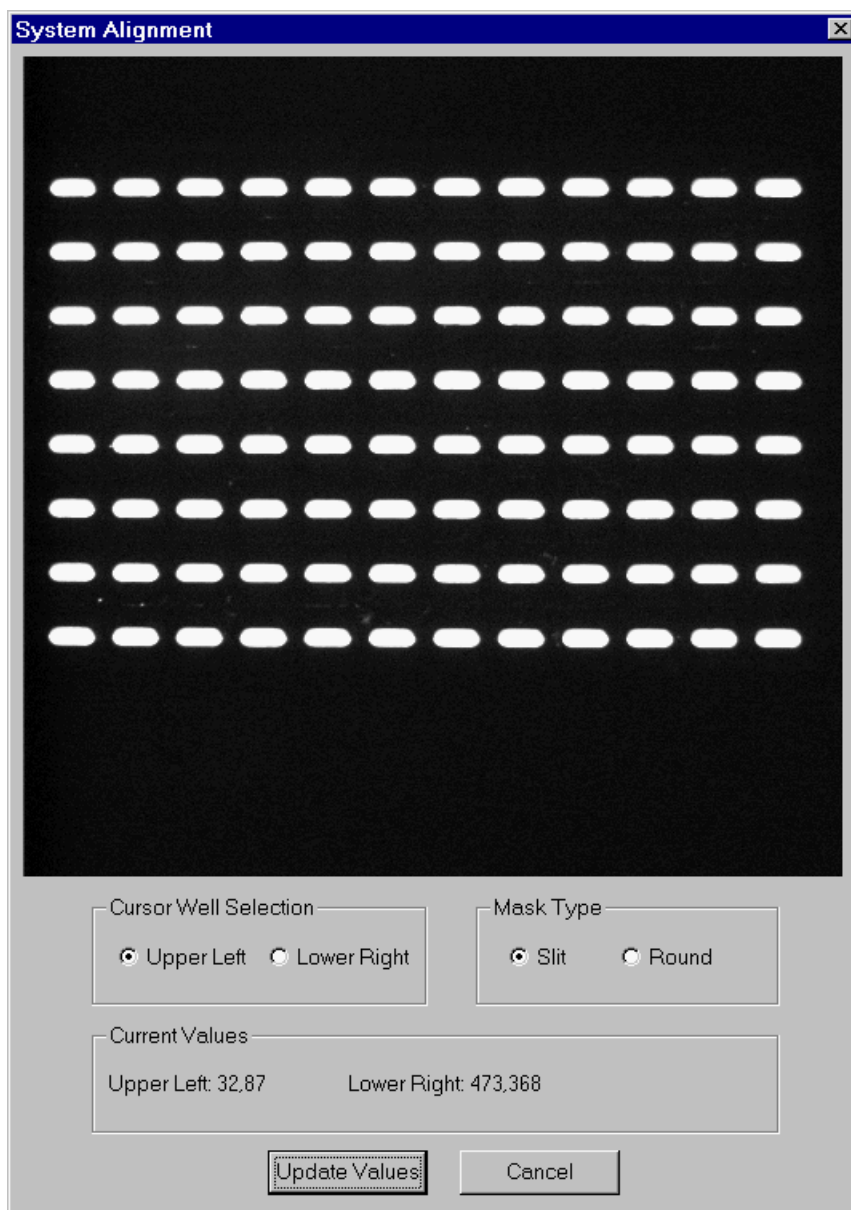 System Alignment
Cursor Well Selection
Mask Type
Upper Left Lower Right
Slit Round
Current Values
Upper Left: 32,87 Lower Right: 473,368
Update Values Cancel